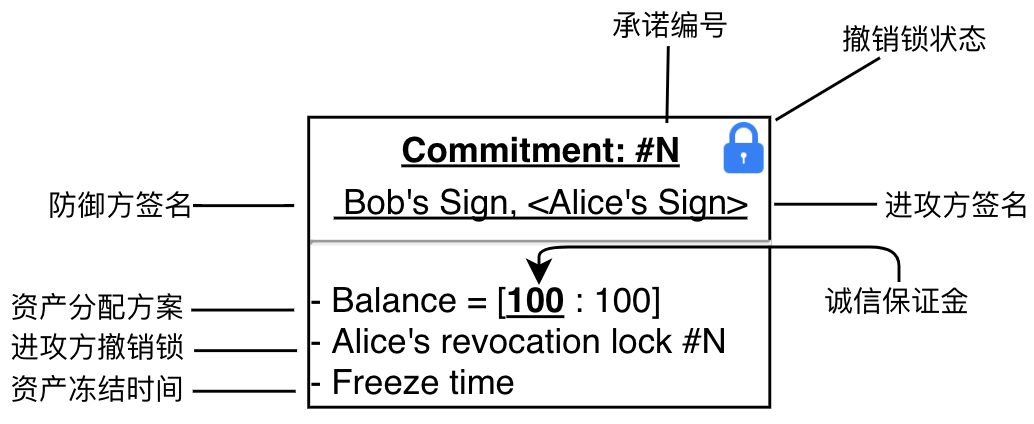 承诺编号
撤销锁状态
Commitment: #N
防御方签名
Bob's Sign, <Alice's Sign>
进攻方签名
资产分配方案
- Balance = [100 : 100]
诚信保证金
进攻方撤销锁
- Alice's revocation lock #N
资产冻结时间
- Freeze time